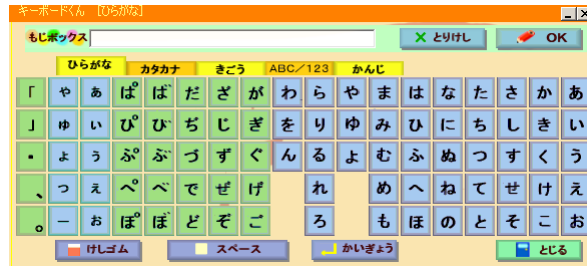 キーボードくん [ひらがな]
もじボックス × とりけし OK
ひらがな カタカナ きごう ABC/123 かんじ
「 ゃ ぁ ぱ ば だ ざ が わ ら や ま は な た さ か あ
」 ゅ ぃ ぴ び ぢ じ ぎ を り ゆ み ひ に ち し き い
・ ょ ぅ ぷ ぶ づ ず ぐ ん る よ む ふ ぬ つ す く う
、 っ ぇ ぺ べ で ぜ げ れ め へ ね て せ け え
。 ー ぉ ぽ ぼ ど ぞ ご ろ も ほ の と そ こ お
けしゴム スペース かいぎょう とじる